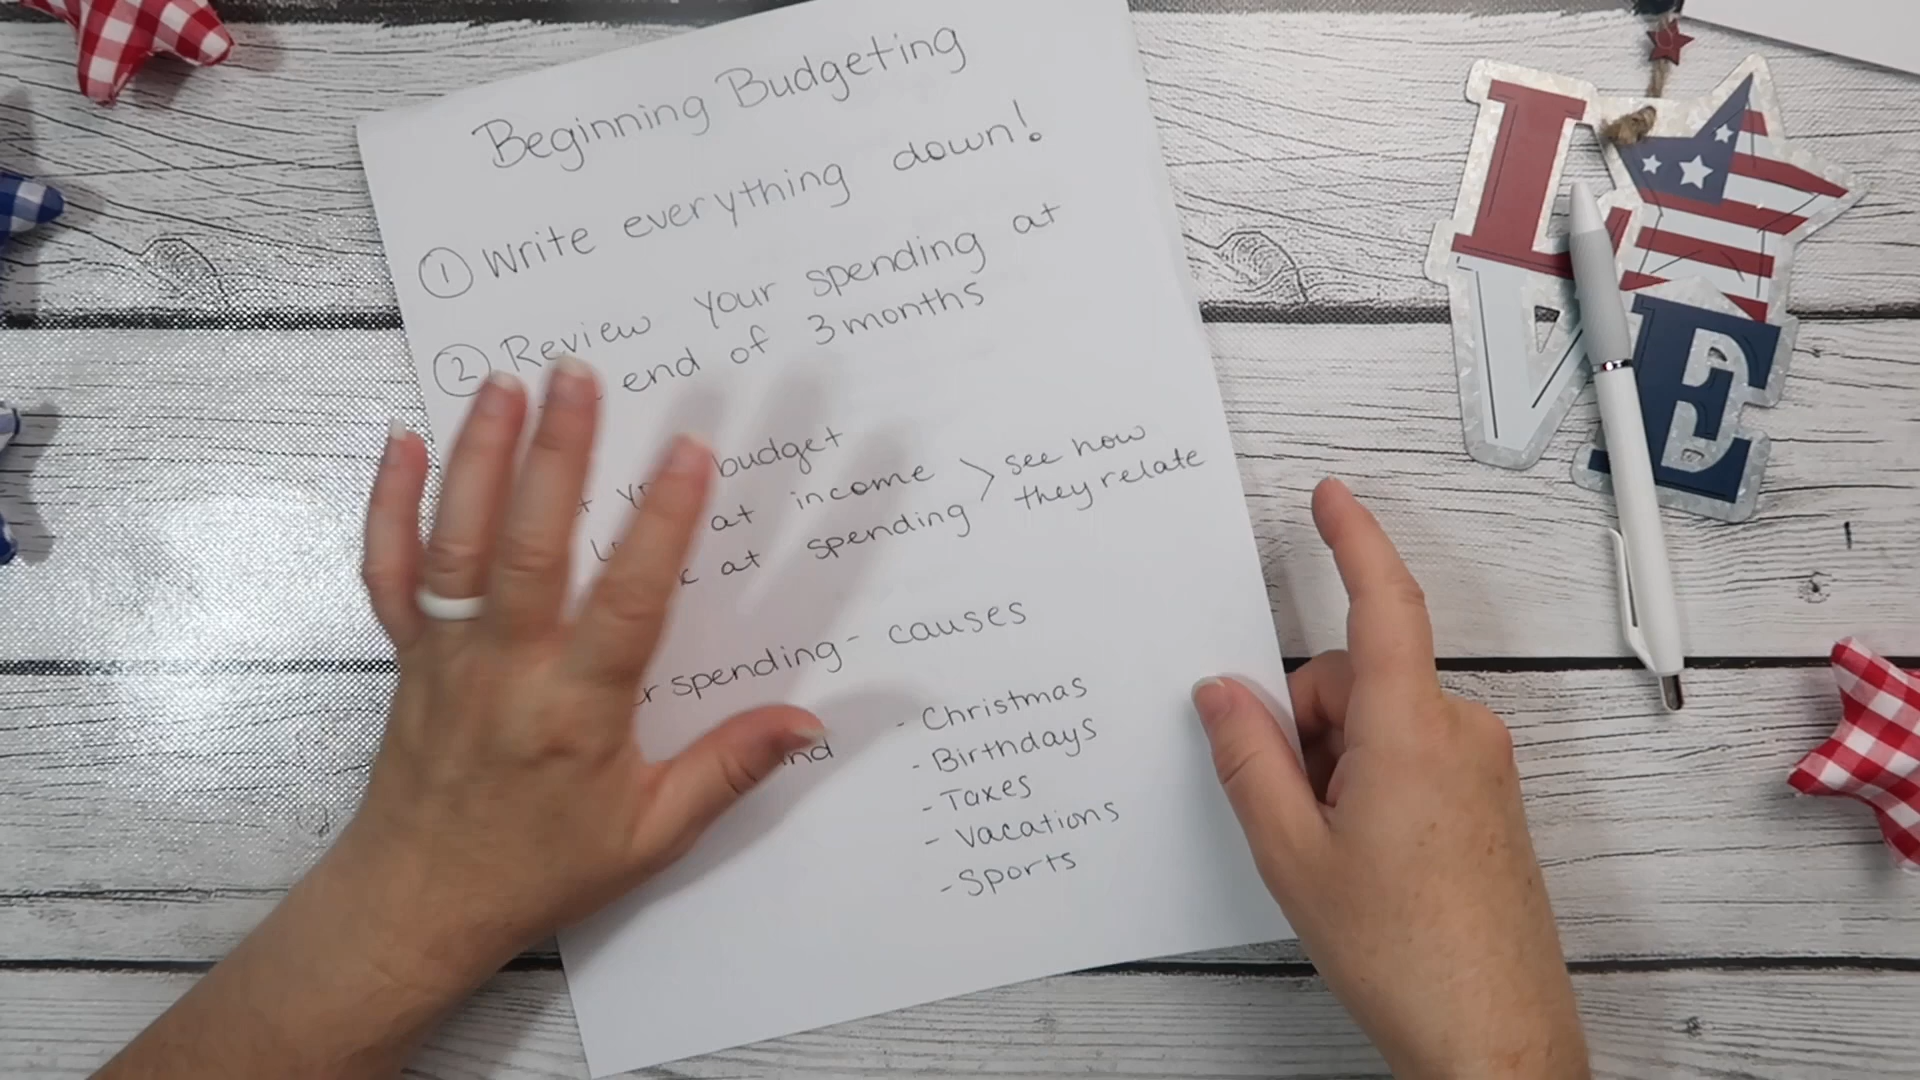 Beginning Budgeting
① Write everything down!
② Review your spending at
end of 3 months
budget
at income > see how
at spending they relate
spending - causes
- Christmas
- Birthdays
- Taxes
- Vacations
- Sports
LOVE